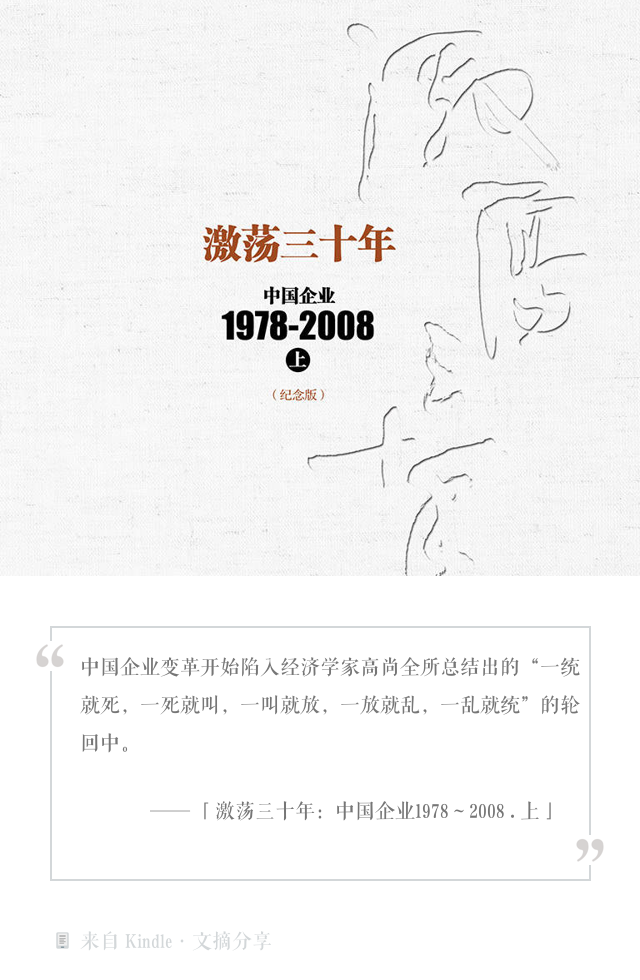 激荡三十年
中国企业
1978-2008
上
（纪念版）
“
中国企业变革开始陷入经济学家高尚全所总结出的“一统
就死，一死就叫，一叫就放，一放就乱，一乱就统”的轮
回中。
——「激荡三十年：中国企业1978～2008．上」
”
来自 Kindle · 文摘分享